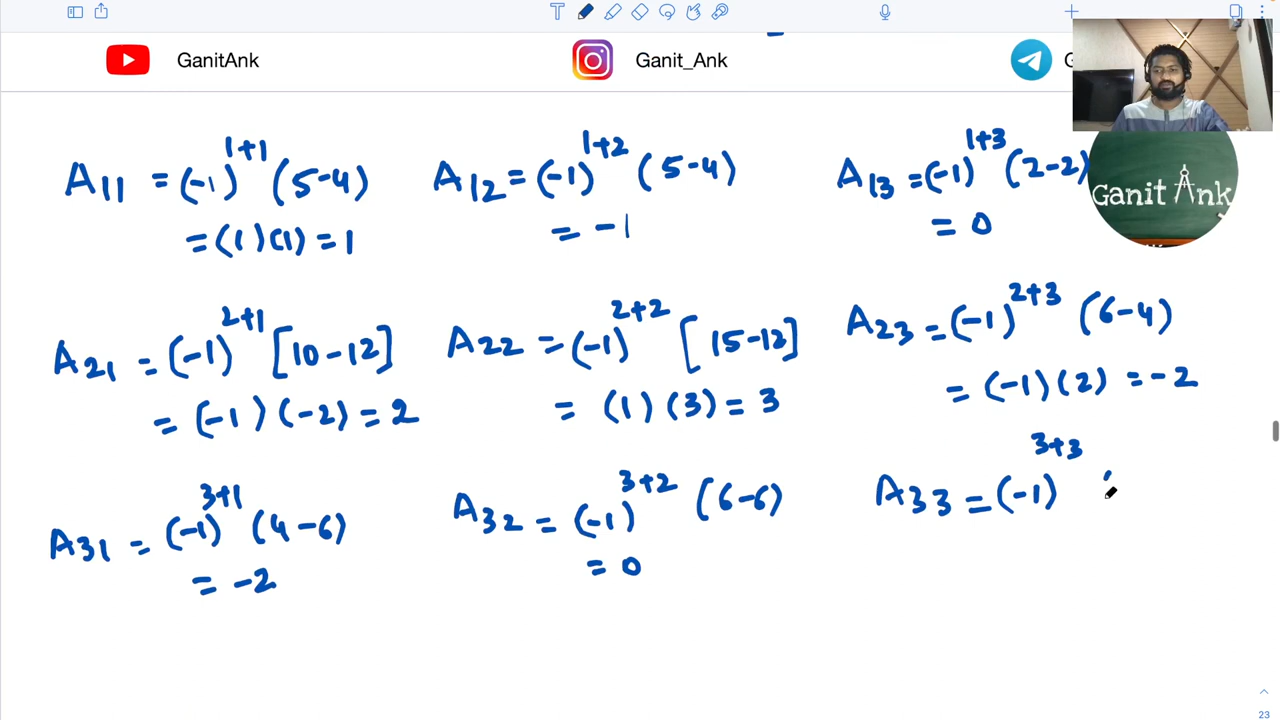 GanitAnk Ganit_Ank G
Ganit Ank
A11 = (-1)^1+1 (5-4) A12 = (-1)^1+2 (5-4) A13 = (-1)^1+3 (2-2)
= (1)(1) = 1 = -1 = 0
A21 = (-1)^2+1 [10-12] A22 = (-1)^2+2 [15-12] A23 = (-1)^2+3 (6-4)
= (-1)(-2) = 2 = (1)(3) = 3 = (-1)(2) = -2
A31 = (-1)^3+1 (4-6) A32 = (-1)^3+2 (6-6) A33 = (-1)^3+3
= -2 = 0
23